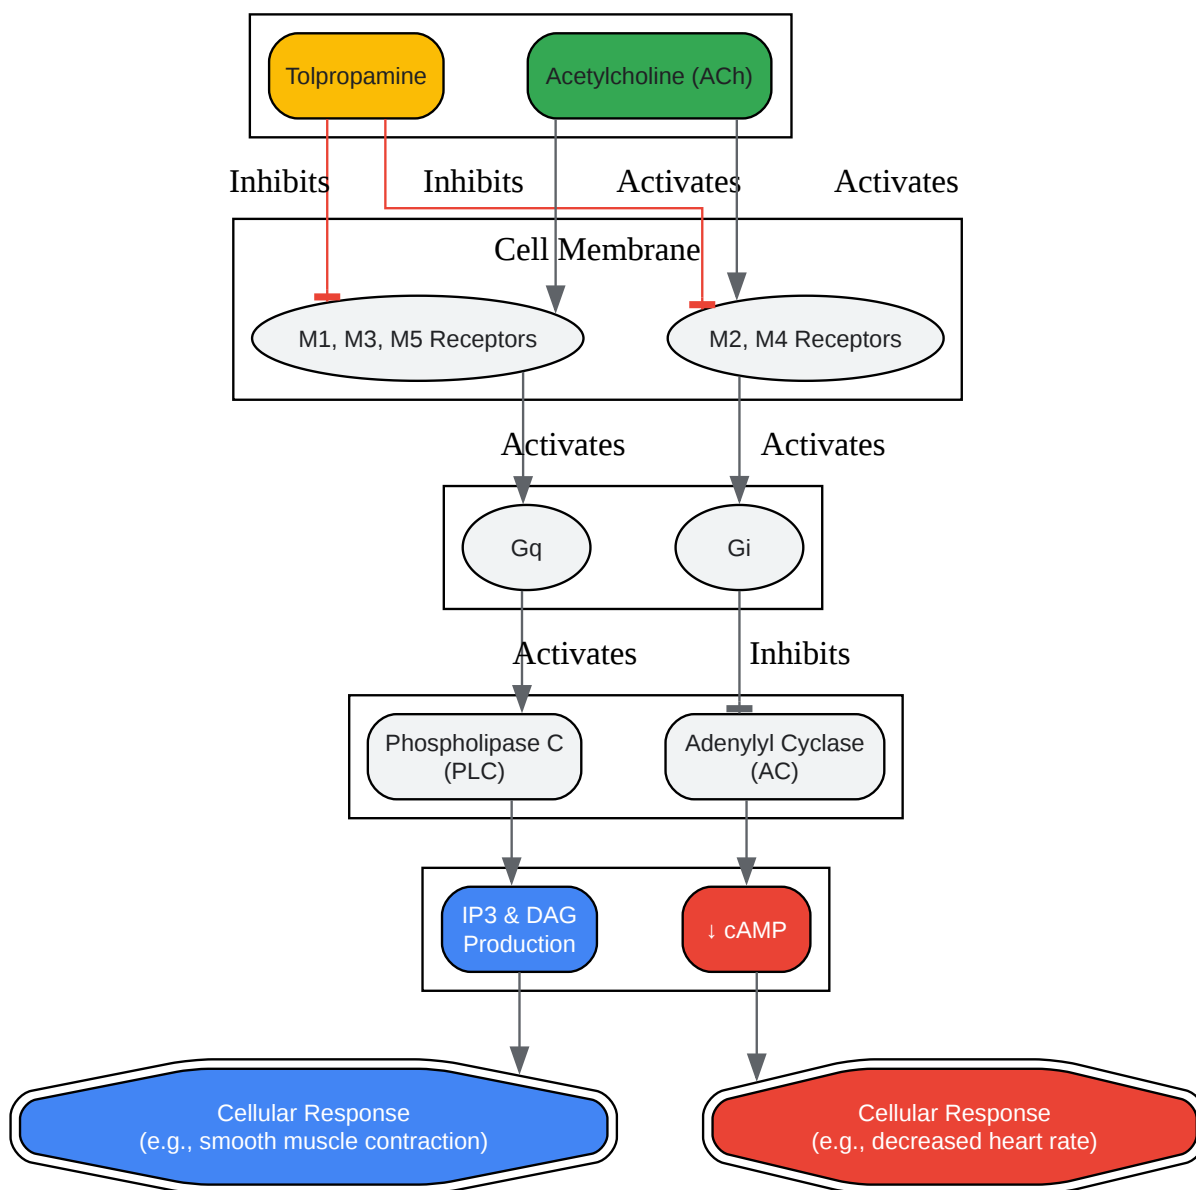 Tolpropamine
Acetylcholine (ACh)
Inhibits
Inhibits
Activates
Activates
Cell Membrane
M1, M3, M5 Receptors
M2, M4 Receptors
Activates
Activates
Gq
Gi
Activates
Inhibits
Phospholipase C
(PLC)
Adenylyl Cyclase
(AC)
IP3 & DAG
Production
↓ cAMP
Cellular Response
(e.g., smooth muscle contraction)
Cellular Response
(e.g., decreased heart rate)